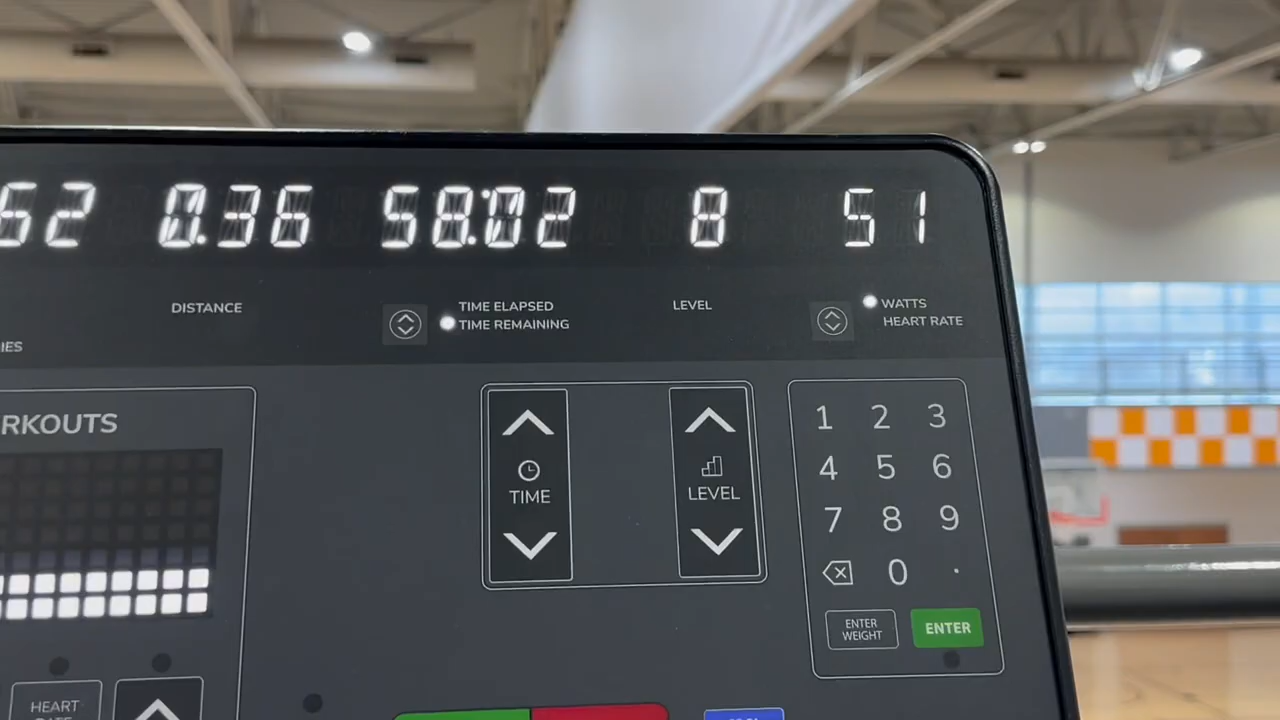 62 0.36 58:02 8 51
DISTANCE
TIME ELAPSED
TIME REMAINING
LEVEL
WATTS
HEART RATE
IES
RKOUTS
TIME
LEVEL
1 2 3
4 5 6
7 8 9
0 .
ENTER
WEIGHT
ENTER
HEART